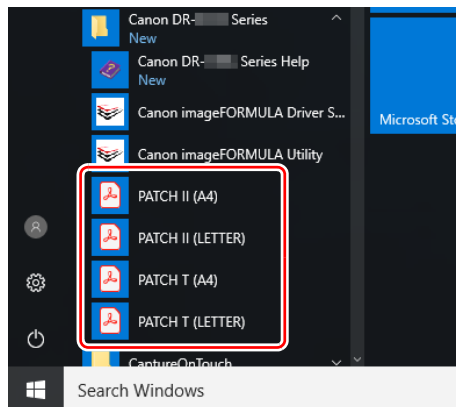 Canon DR- Series
New
Canon DR- Series Help
New
Canon imageFORMULA Driver S...
Canon imageFORMULA Utility
Microsoft Sto
PATCH II (A4)
PATCH II (LETTER)
PATCH T (A4)
PATCH T (LETTER)
CaptureOnTouch
Search Windows